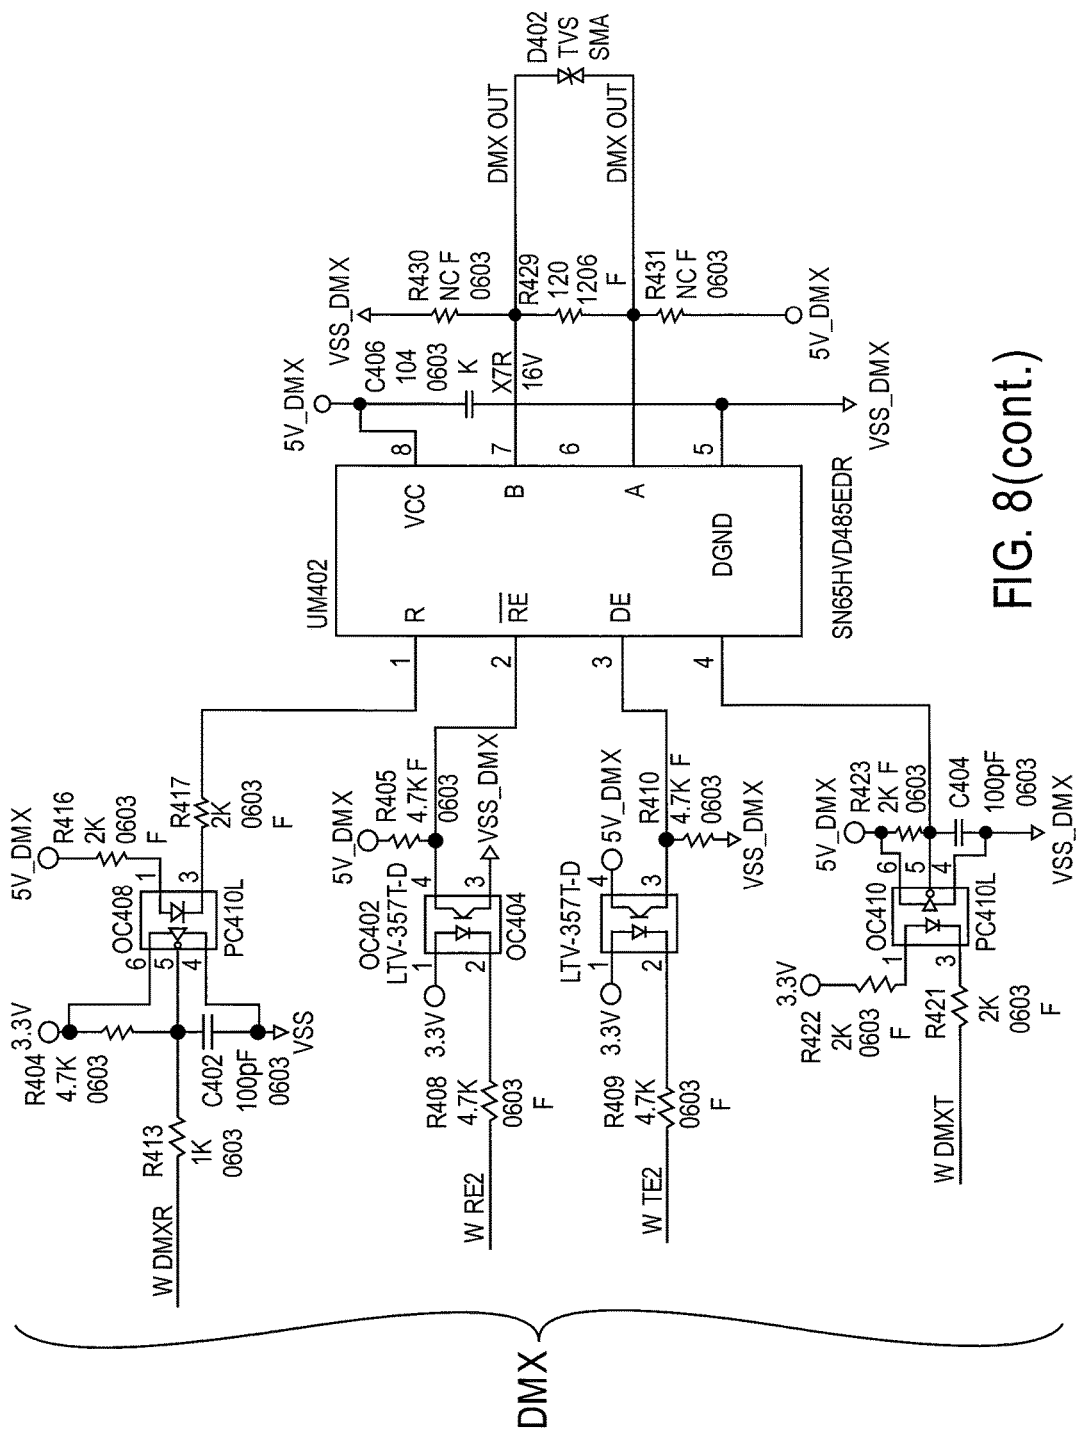 DMX
W DMXR
R413
1K
0603
R404
4.7K
0603
3.3V
C402
100pF
0603
VSS
OC408
PC410L
6
5
4
1
3
5V_DMX
R416
2K
0603
F
R417
2K
0603
F
W RE2
R408
4.7K
0603
F
3.3V
OC402
LTV-357T-D
1
2
4
3
OC404
5V_DMX
R405
4.7K F
0603
VSS_DMX
W TE2
R409
4.7K
0603
F
3.3V
LTV-357T-D
1
2
4
3
5V_DMX
R410
4.7K F
0603
VSS_DMX
W DMXT
R421
2K
0603
F
R422
2K
0603
F
3.3V
OC410
PC410L
1
3
6
5
4
5V_DMX
R423
2K F
0603
C404
100pF
0603
VSS_DMX
UM402
1
2
3
4
R
RE
DE
VCC
B
A
DGND
8
7
6
5
SN65HVD485EDR
5V_DMX
C406
104
0603
K
X7R
16V
VSS_DMX
VSS_DMX
R430
NC F
0603
R429
120
1206
F
R431
NC F
0603
5V_DMX
DMX OUT
DMX OUT
D402
TVS
SMA
FIG. 8(cont.)